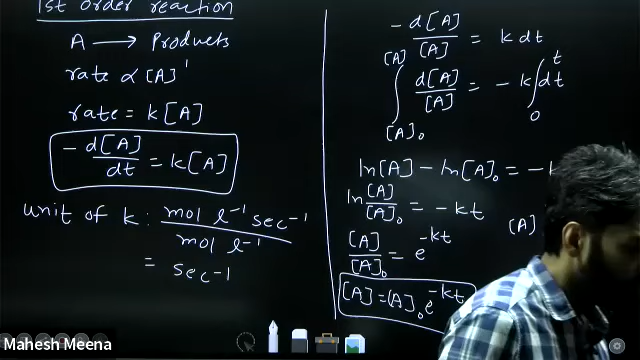 1st order reaction
A ⟶ Products
rate ∝ [A]¹
rate = k[A]
- d[A]/dt = k[A]
unit of k : mol l⁻¹ sec⁻¹ / mol l⁻¹
= sec⁻¹
- d[A]/[A] = k dt
∫_{[A]₀}^{[A]} d[A]/[A] = - k ∫₀ᵗ dt
ln[A] - ln[A]₀ = - k
ln [A]/[A]₀ = - kt
[A]
[A]/[A]₀ = e^{-kt}
[A] = [A]₀ e^{-kt}
Mahesh Meena